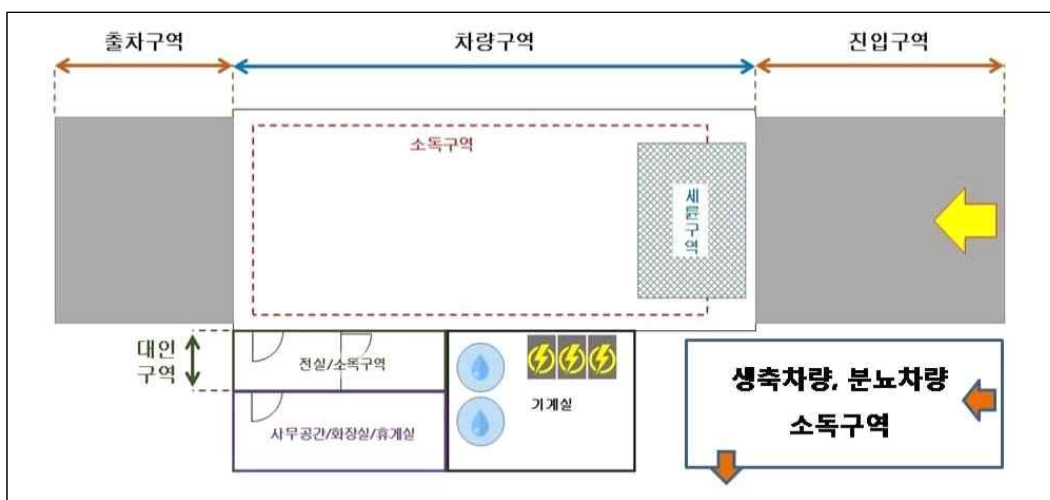 출차구역
차량구역
진입구역
소독구역
세륜구역
대인
구역
전실/소독구역
기계실
사무공간/화장실/휴게실
생축차량, 분뇨차량
소독구역